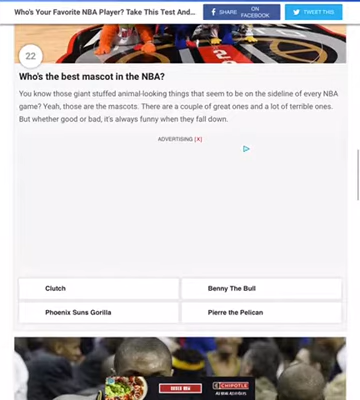 Who's Your Favorite NBA Player? Take This Test And...
SHARE ON FACEBOOK
TWEET THIS
22
Who's the best mascot in the NBA?
You know those giant stuffed animal-looking things that seem to be on the sideline of every NBA
game? Yeah, those are the mascots. There are a couple of great ones and a lot of terrible ones.
But whether good or bad, it's always funny when they fall down.
ADVERTISING [X]
Clutch
Benny The Bull
Phoenix Suns Gorilla
Pierre the Pelican
ORDER NOW
CHIPOTLE